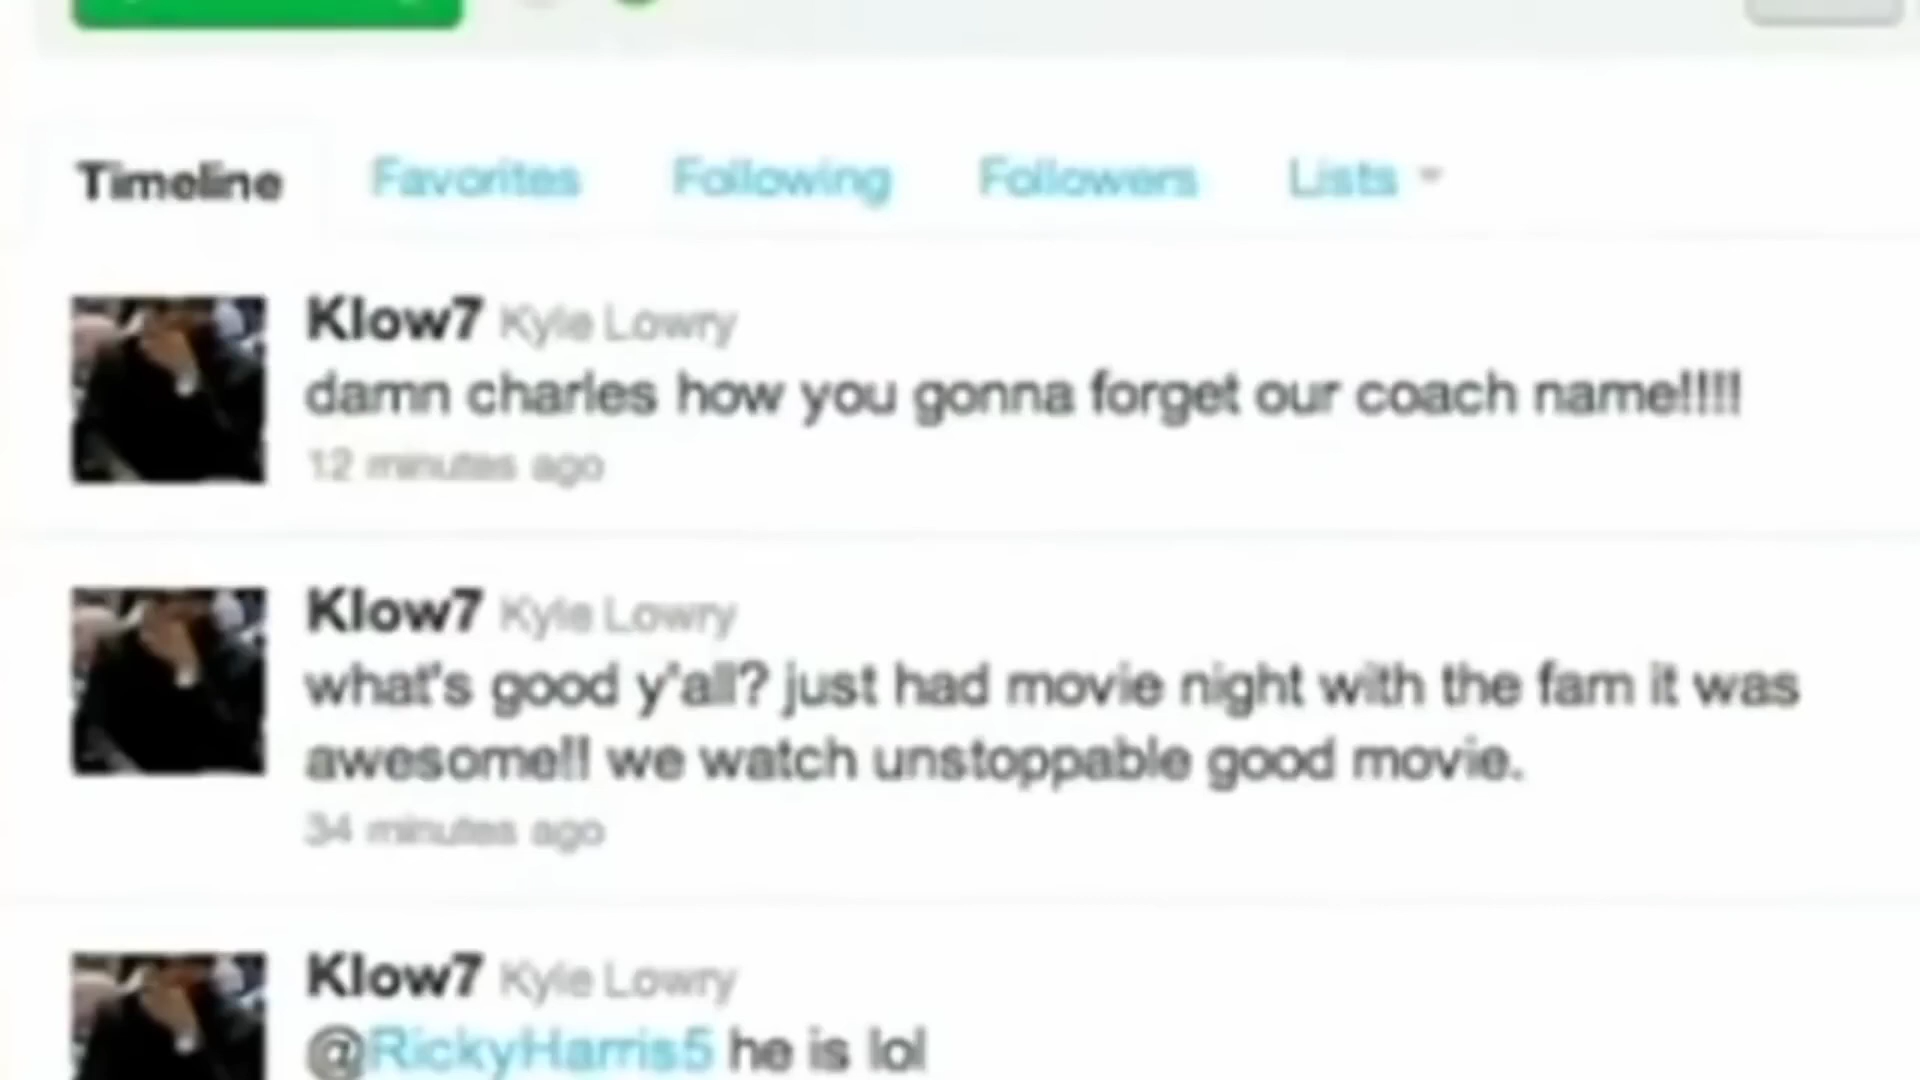 Timeline Favorites Following Followers Lists
Klow7 Kyle Lowry
damn charles how you gonna forget our coach name!!!!
12 minutes ago
Klow7 Kyle Lowry
what's good y'all? just had movie night with the fam it was
awesome!! we watch unstoppable good movie.
34 minutes ago
Klow7 Kyle Lowry
@RickyHarris5 he is lol